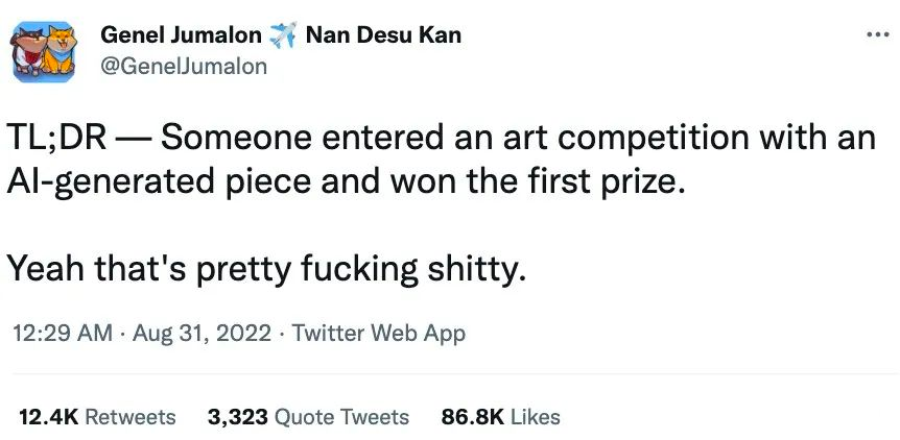 Genel Jumalon ✈️ Nan Desu Kan
@GenelJumalon
TL;DR — Someone entered an art competition with an
AI-generated piece and won the first prize.
Yeah that's pretty fucking shitty.
12:29 AM · Aug 31, 2022 · Twitter Web App
12.4K Retweets 3,323 Quote Tweets 86.8K Likes